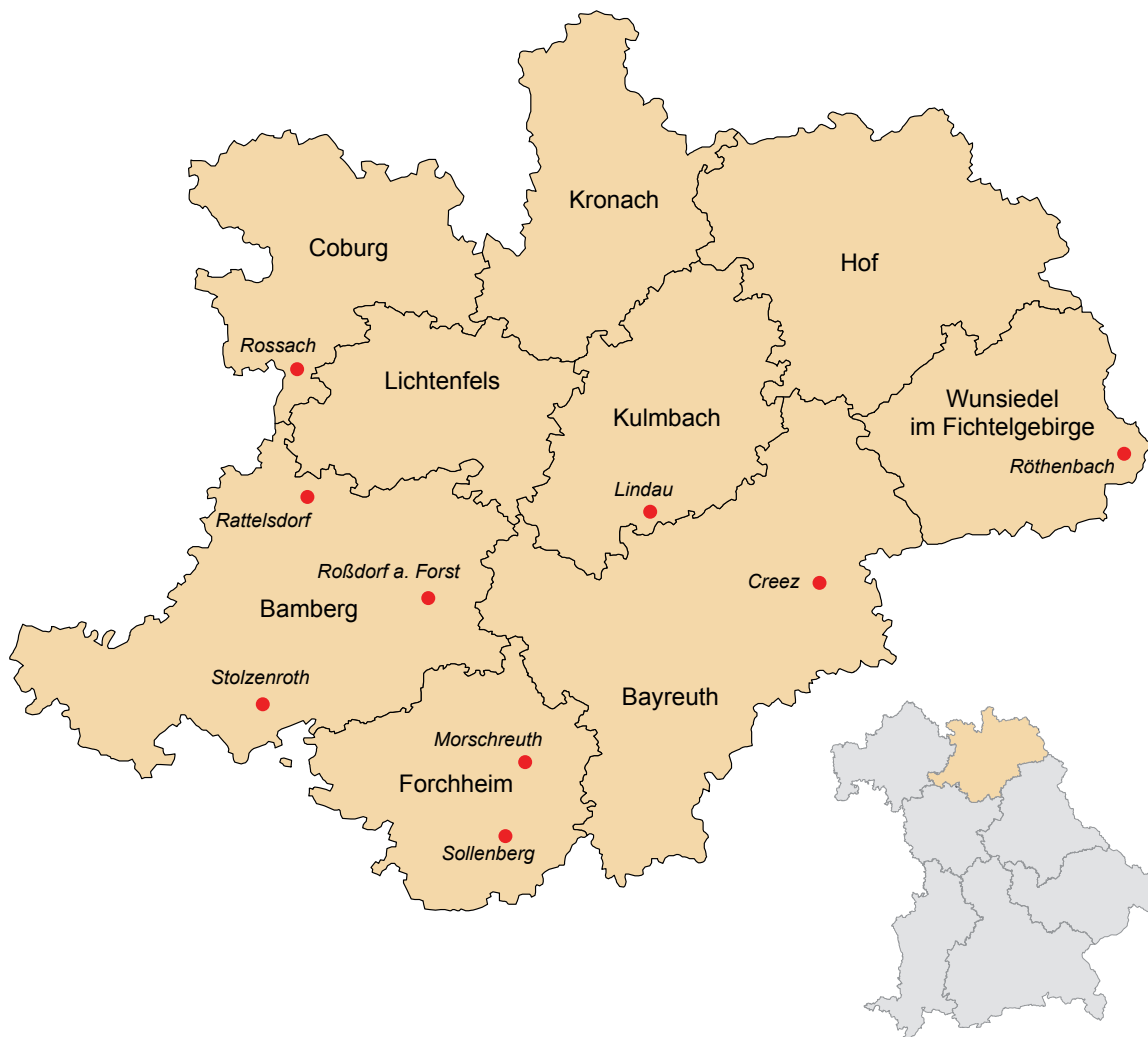 Kronach
Coburg
Hof
Rossach
Lichtenfels
Wunsiedel
im Fichtelgebirge
Kulmbach
Röthenbach
Lindau
Rattelsdorf
Roßdorf a. Forst
Creez
Bamberg
Stolzenroth
Bayreuth
Morschreuth
Forchheim
Sollenberg